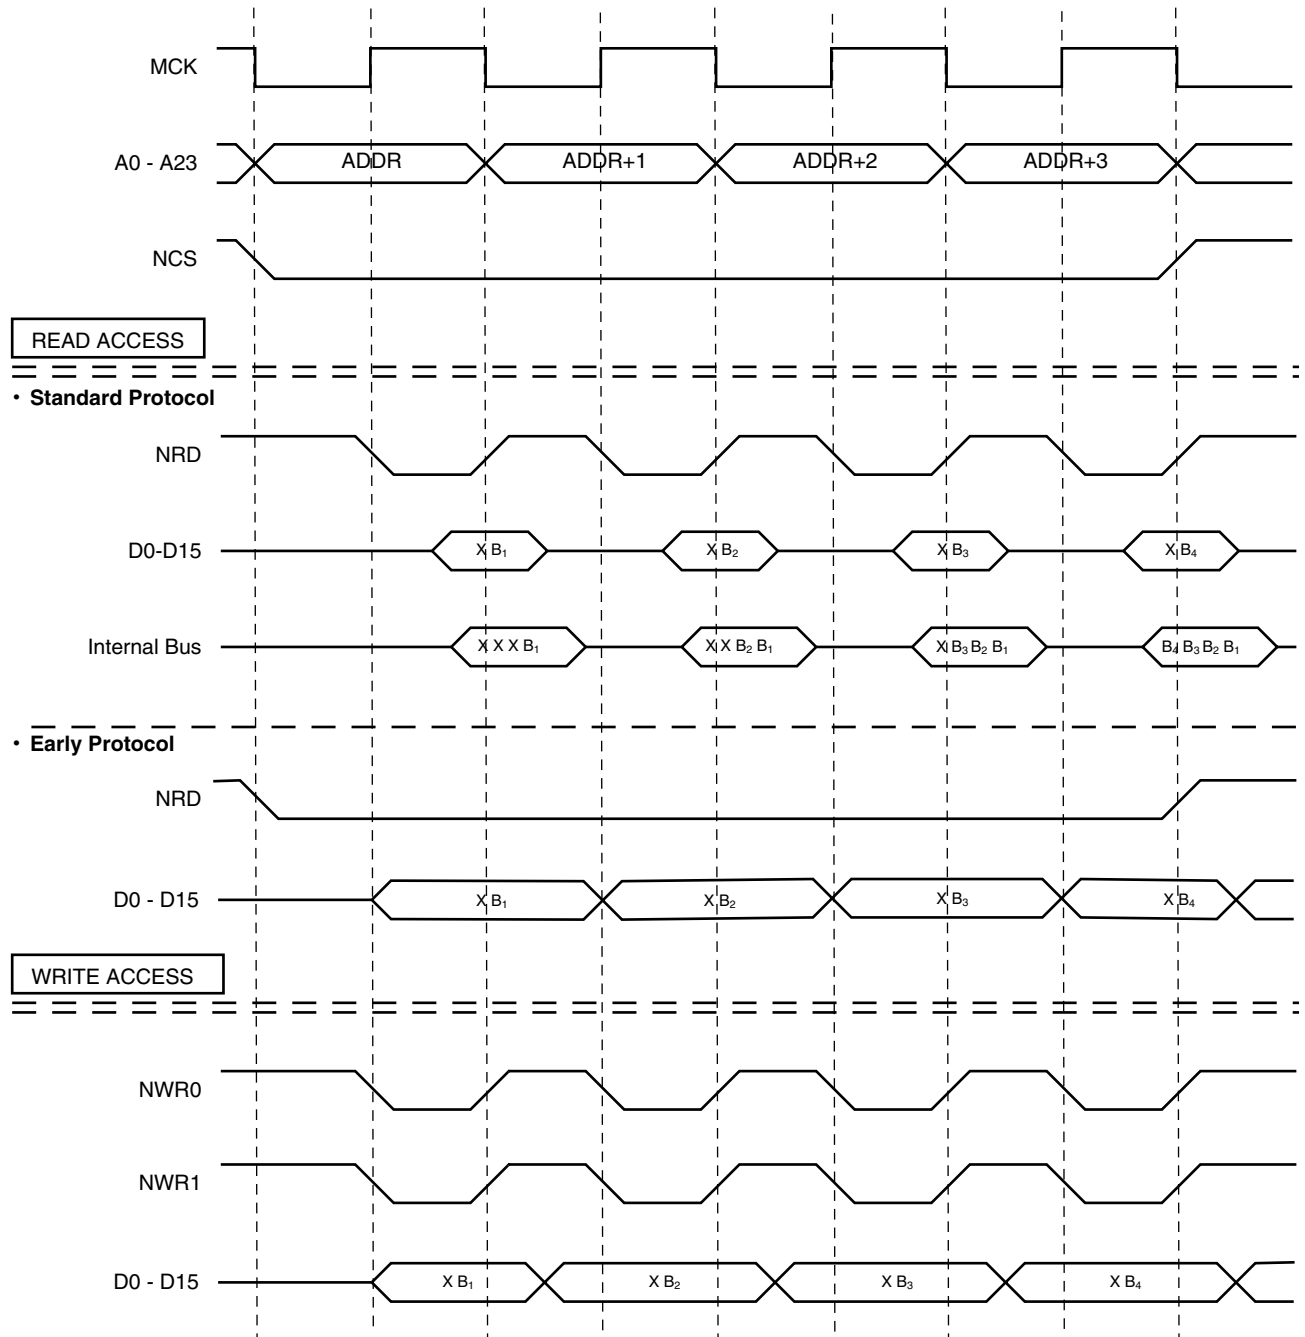 MCK
A0 - A23 ADDR ADDR+1 ADDR+2 ADDR+3
NCS
READ ACCESS
• Standard Protocol
NRD
D0-D15 X B₁ X B₂ X B₃ X B₄
Internal Bus X X X B₁ X X B₂ B₁ X B₃ B₂ B₁ B₄ B₃ B₂ B₁
• Early Protocol
NRD
D0 - D15 X B₁ X B₂ X B₃ X B₄
WRITE ACCESS
NWR0
NWR1
D0 - D15 X B₁ X B₂ X B₃ X B₄